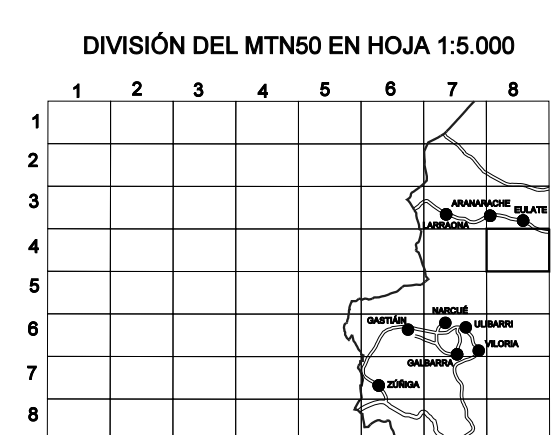 DIVISIÓN DEL MTN50 EN HOJA 1:5.000
1 2 3 4 5 6 7 8
1
2
3
ARANARACHE
EULATE
LARRAONA
4
5
NARCUÉ
GASTIÁIN
ULIBARRI
6
VILORIA
GALBARRA
7
ZÚÑIGA
8